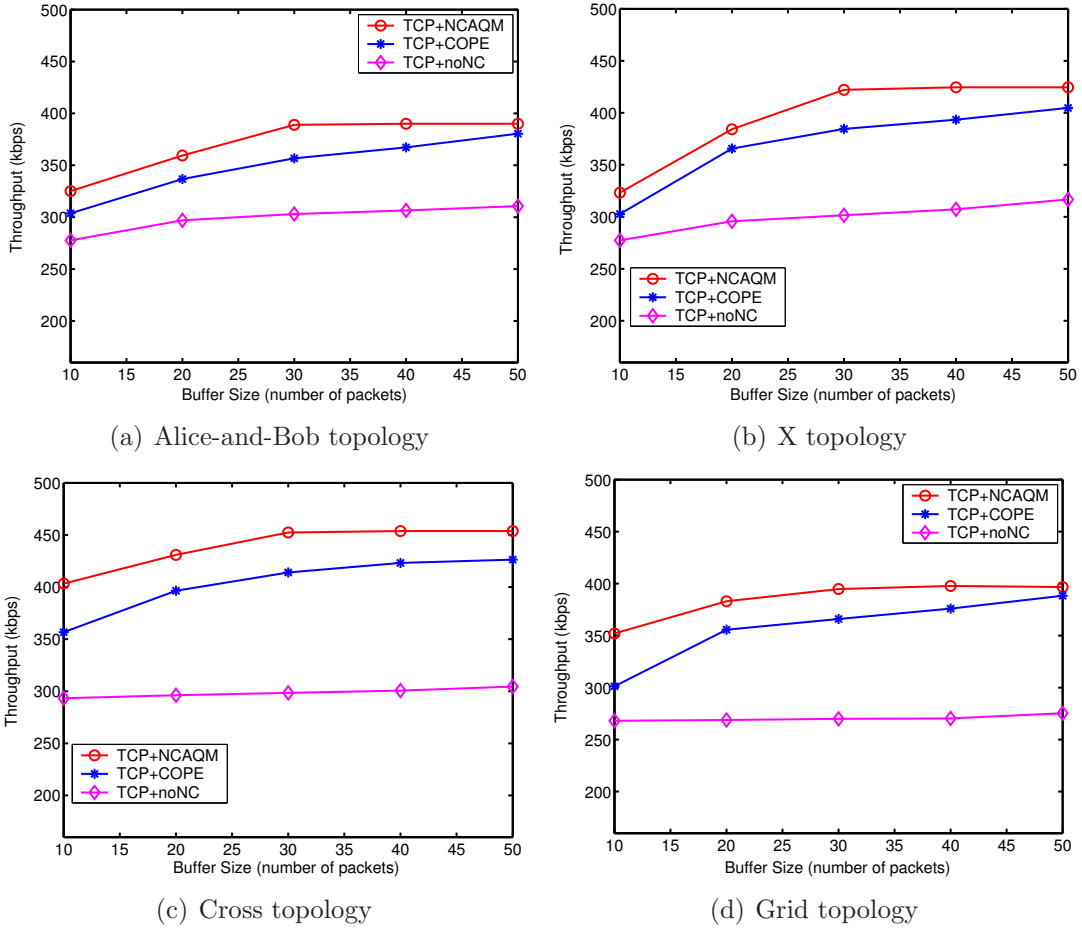 500
450
400
350
300
250
200
Throughput (kbps)
TCP+NCAQM
TCP+COPE
TCP+noNC
10 15 20 25 30 35 40 45 50
Buffer Size (number of packets)
(a) Alice-and-Bob topology
500
450
400
350
300
250
200
Throughput (kbps)
TCP+NCAQM
TCP+COPE
TCP+noNC
10 15 20 25 30 35 40 45 50
Buffer Size (number of packets)
(b) X topology
500
450
400
350
300
250
200
Throughput (kbps)
TCP+NCAQM
TCP+COPE
TCP+noNC
10 15 20 25 30 35 40 45 50
Buffer Size (number of packets)
(c) Cross topology
500
450
400
350
300
250
200
Throughput (kbps)
TCP+NCAQM
TCP+COPE
TCP+noNC
10 15 20 25 30 35 40 45 50
Buffer Size (number of packets)
(d) Grid topology